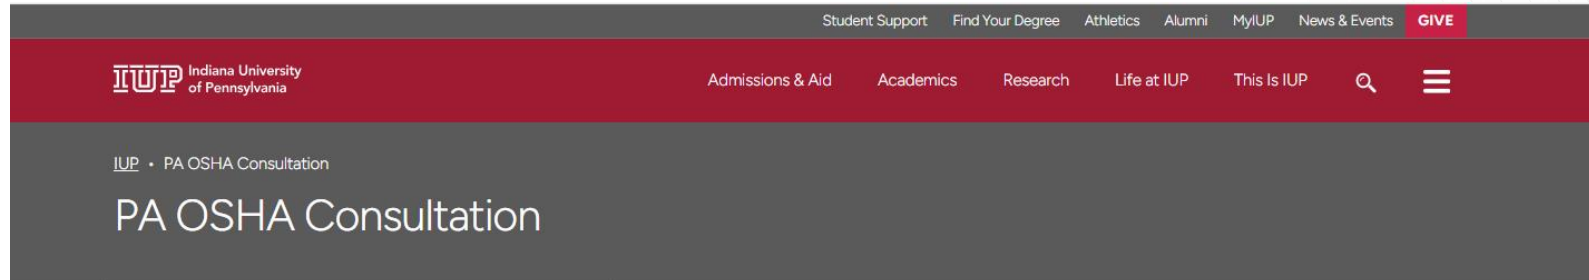 Student Support Find Your Degree Athletics Alumni MyIUP News & Events GIVE
IUP Indiana University
of Pennsylvania
Admissions & Aid Academics Research Life at IUP This Is IUP
IUP • PA OSHA Consultation
PA OSHA Consultation